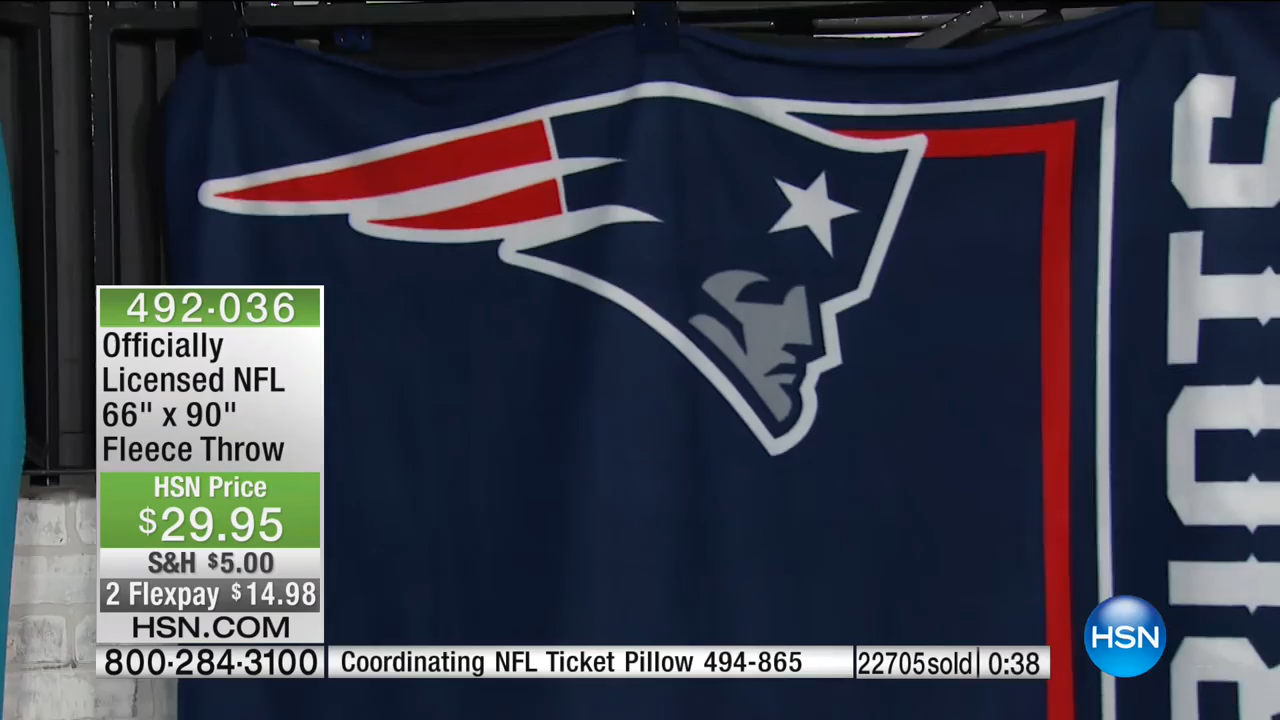 492·036
Officially
Licensed NFL
66" x 90"
Fleece Throw
HSN Price
$29.95
S&H $5.00
2 Flexpay $14.98
HSN.COM
800·284·3100
Coordinating NFL Ticket Pillow 494-865
22705sold
0:38
HSN
RIOTS